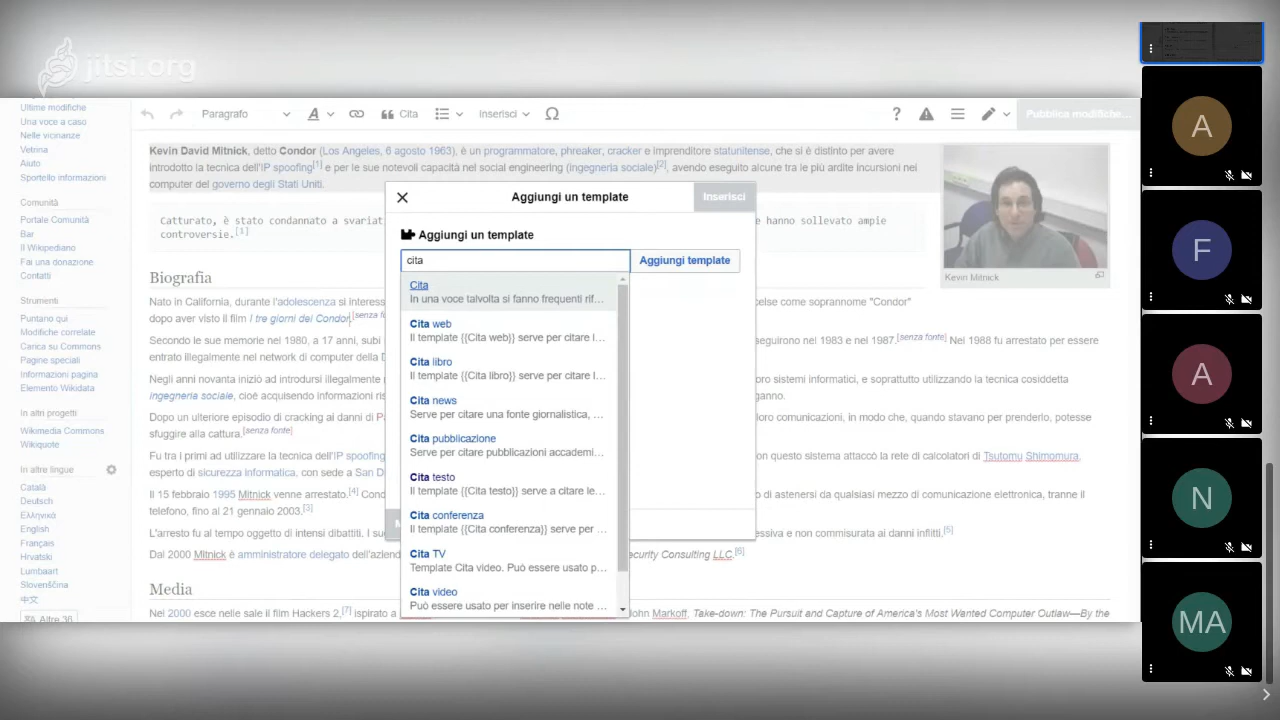 jitsi.org
Ultime modifiche
Una voce a caso
Nelle vicinanze
Vetrina
Aiuto
Sportello informazioni
Comunità
Portale Comunità
Bar
Il Wikipediano
Fai una donazione
Contatti
Strumenti
Puntano qui
Modifiche correlate
Carica su Commons
Pagine speciali
Informazioni pagina
Elemento Wikidata
In altri progetti
Wikimedia Commons
Wikiquote
In altre lingue
Català
Deutsch
Ελληνικά
English
Français
Hrvatski
Lumbaart
Slovenščina
中文
Altre 36
Paragrafo
A
Cita
Inserisci
Ω
?
Pubblica modifiche...
Kevin David Mitnick, detto Condor (Los Angeles, 6 agosto 1963), è un programmatore, phreaker, cracker e imprenditore statunitense, che si è distinto per avere
introdotto la tecnica dell'IP spoofing[1] e per le sue notevoli capacità nel social engineering (ingegneria sociale)[2], avendo eseguito alcune tra le più ardite incursioni nei
computer del governo degli Stati Uniti.
Catturato, è stato condannato a svariat
e hanno sollevato ampie
controversie.[1]
Kevin Mitnick
Biografia
Nato in California, durante l'adolescenza si interess
celse come soprannome "Condor"
dopo aver visto il film I tre giorni del Condor.[senza fo
Secondo le sue memorie nel 1980, a 17 anni, subì
seguirono nel 1983 e nel 1987.[senza fonte] Nel 1988 fu arrestato per essere
entrato illegalmente nel network di computer della D
Negli anni novanta iniziò ad introdursi illegalmente
oro sistemi informatici, e soprattutto utilizzando la tecnica cosiddetta
ingegneria sociale, cioè acquisendo informazioni ris
ganno.
Dopo un ulteriore episodio di cracking ai danni di Pa
loro comunicazioni, in modo che, quando stavano per prenderlo, potesse
sfuggire alla cattura.[senza fonte]
Fu tra i primi ad utilizzare la tecnica dell'IP spoofing
on questo sistema attaccò la rete di calcolatori di Tsutomu Shimomura,
esperto di sicurezza informatica, con sede a San D
Il 15 febbraio 1995 Mitnick venne arrestato.[4] Cond
o di astenersi da qualsiasi mezzo di comunicazione elettronica, tranne il
telefono, fino al 21 gennaio 2003.[3]
L'arresto fu al tempo oggetto di intensi dibattiti. I su
essiva e non commisurata ai danni inflitti.[5]
Dal 2000 Mitnick è amministratore delegato dell'azien
ecurity Consulting LLC.[6]
Media
Nel 2000 esce nelle sale il film Hackers 2,[7] ispirato a
John Markoff, Take-down: The Pursuit and Capture of America's Most Wanted Computer Outlaw—By the
Aggiungi un template
Inserisci
Aggiungi un template
cita
Aggiungi template
Cita
In una voce talvolta si fanno frequenti rif…
Cita web
Il template {{Cita web}} serve per citare l…
Cita libro
Il template {{Cita libro}} serve per citare l…
Cita news
Serve per citare una fonte giornalistica, …
Cita pubblicazione
Serve per citare pubblicazioni accademi…
Cita testo
Il template {{Cita testo}} serve a citare le…
Cita conferenza
Il template {{Cita conferenza}} serve per …
Cita TV
Template Cita video. Può essere usato p…
Cita video
Può essere usato per inserire nelle note …
A
F
A
N
MA